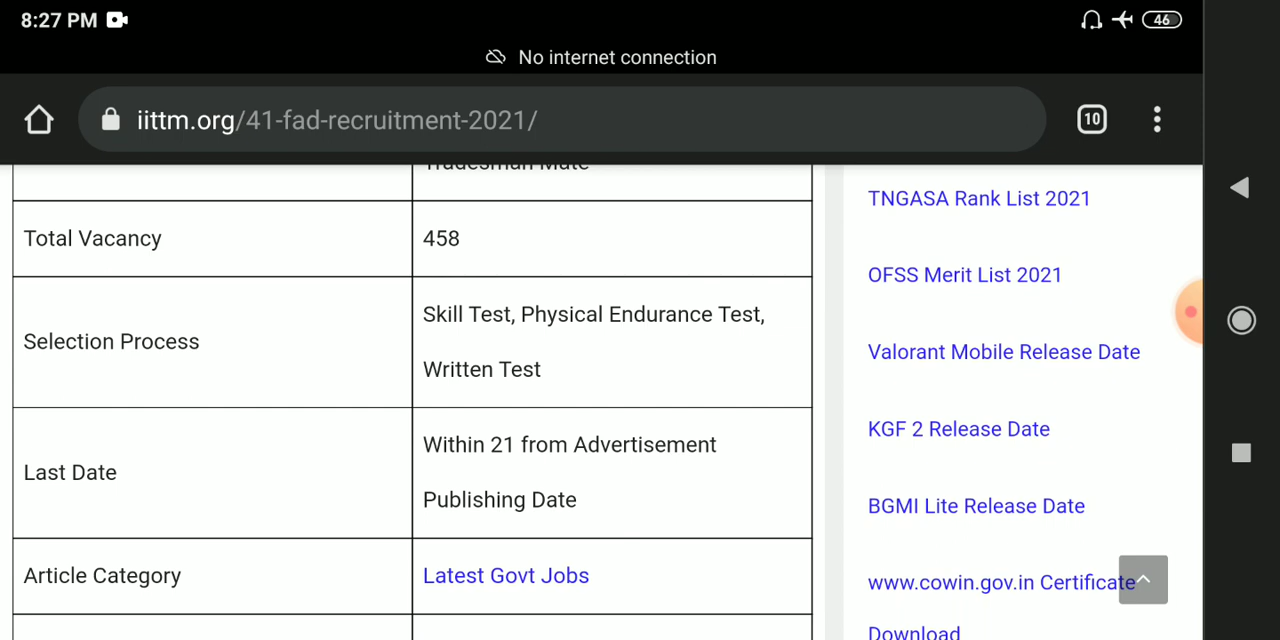 8:27 PM
46
No internet connection
iittm.org/41-fad-recruitment-2021/
10
Tradesman Mate
Total Vacancy
458
Selection Process
Skill Test, Physical Endurance Test,
Written Test
Last Date
Within 21 from Advertisement
Publishing Date
Article Category
Latest Govt Jobs
TNGASA Rank List 2021
OFSS Merit List 2021
Valorant Mobile Release Date
KGF 2 Release Date
BGMI Lite Release Date
www.cowin.gov.in Certificate
Download